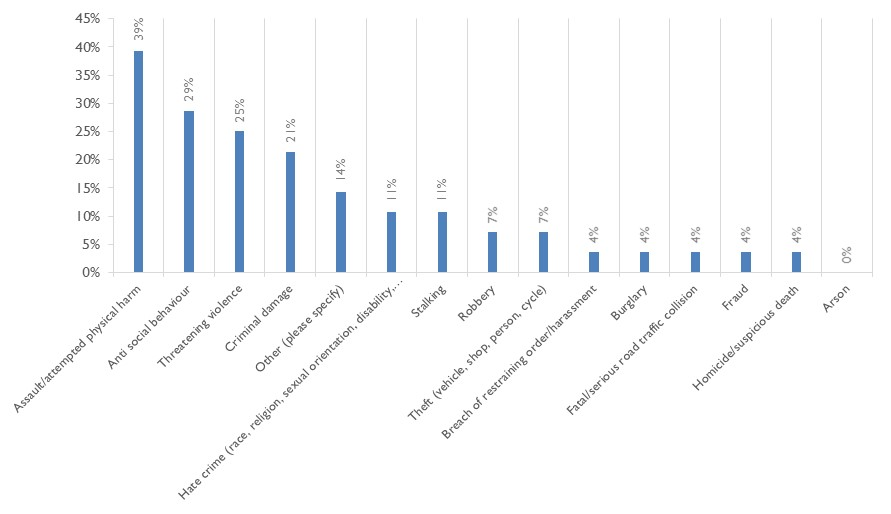 45%
40%
35%
30%
25%
20%
15%
10%
5%
0%
39%
29%
25%
21%
14%
11%
11%
7%
7%
4%
4%
4%
4%
4%
0%
Assault/attempted physical harm
Anti social behaviour
Threatening violence
Criminal damage
Other (please specify)
Hate crime (race, religion, sexual orientation, disability,...
Stalking
Robbery
Theft (vehicle, shop, person, cycle)
Breach of restraining order/harassment
Burglary
Fatal/serious road traffic collision
Fraud
Homicide/suspicious death
Arson